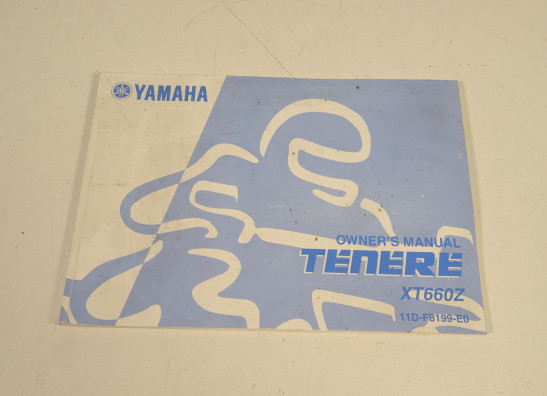 YAMAHA
OWNER'S MANUAL
TENERE
XT660Z
11D-F8199-E0